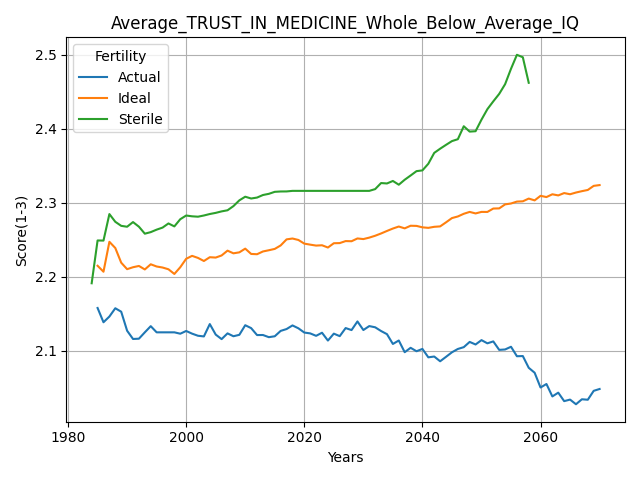 Average_TRUST_IN_MEDICINE_Whole_Below_Average_IQ
Fertility
Actual
Ideal
Sterile
Score(1-3)
2.5
2.4
2.3
2.2
2.1
1980
2000
2020
2040
2060
Years